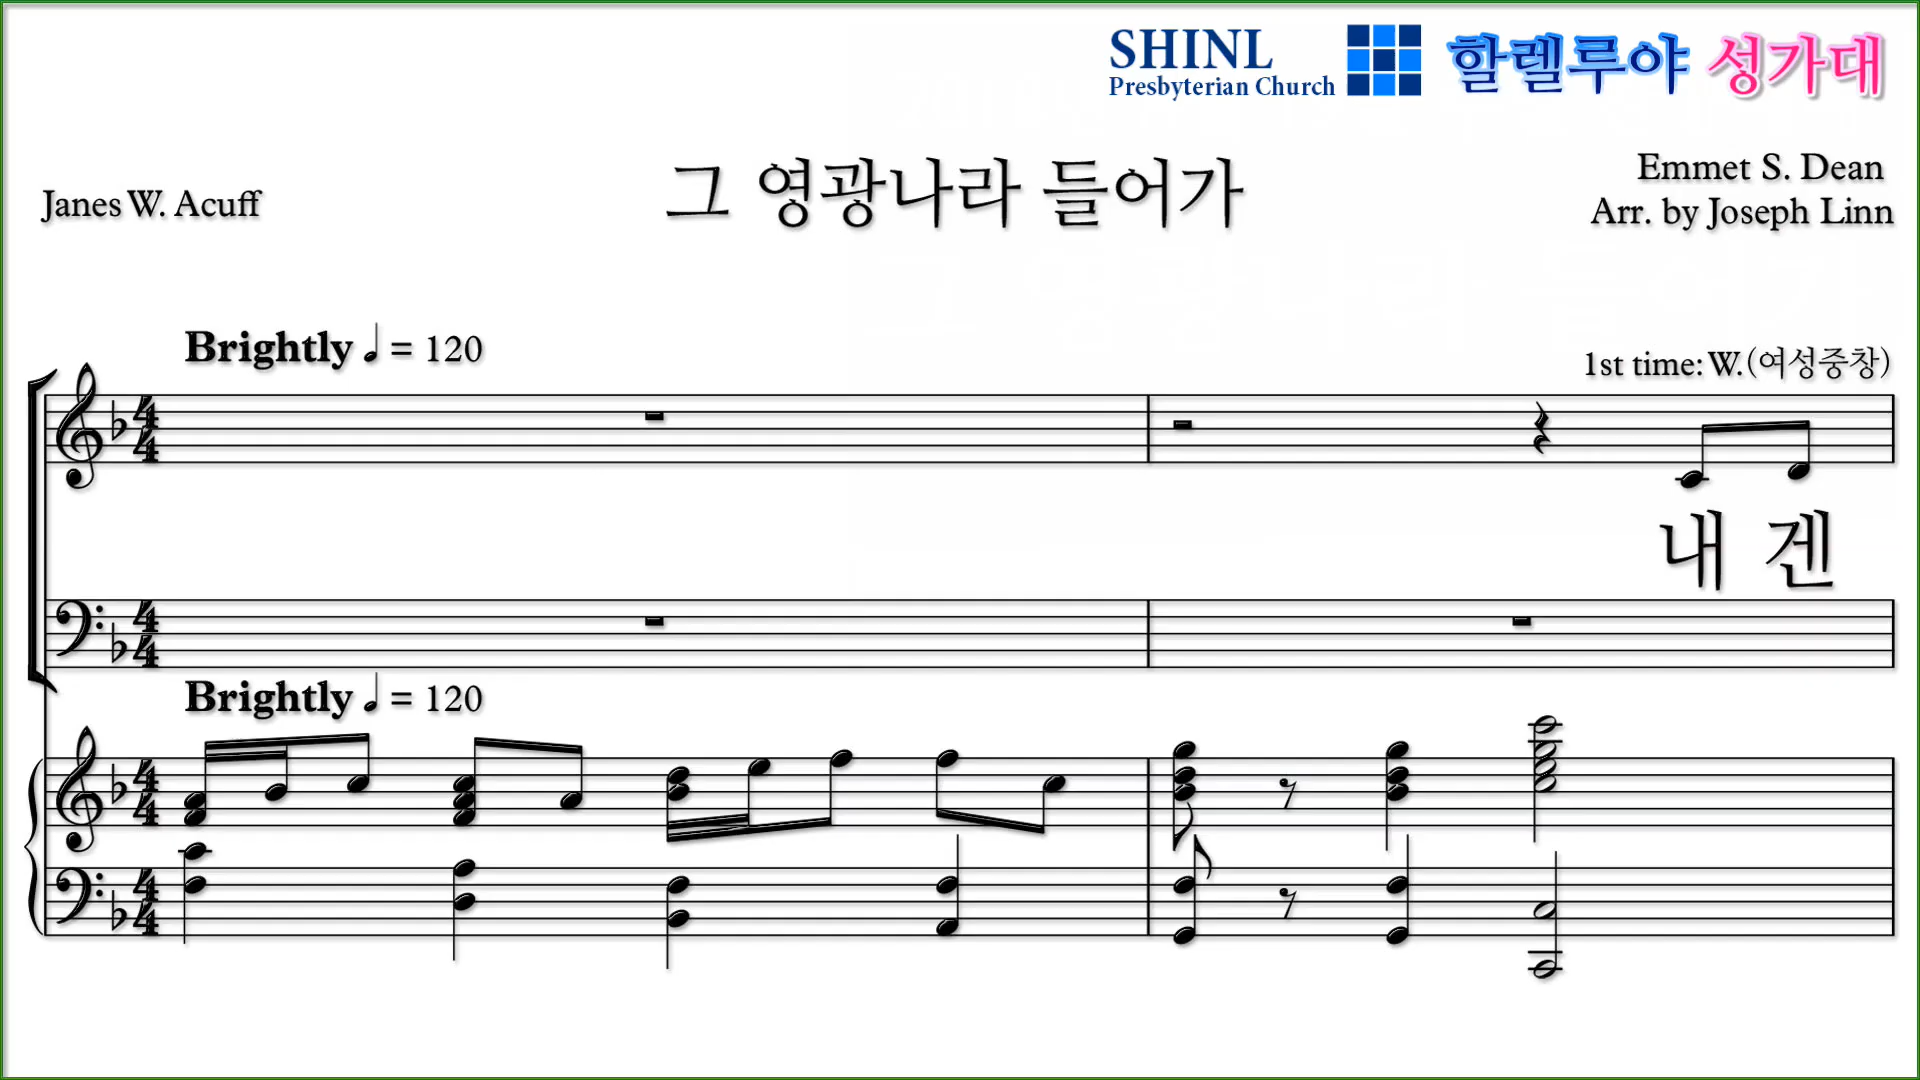 SHINL
Presbyterian Church
할렐루야 성가대
Janes W. Acuff
그 영광나라 들어가
Emmet S. Dean
Arr. by Joseph Linn
Brightly ♩ = 120
1st time: W.(여성중창)
내 겐
Brightly ♩ = 120